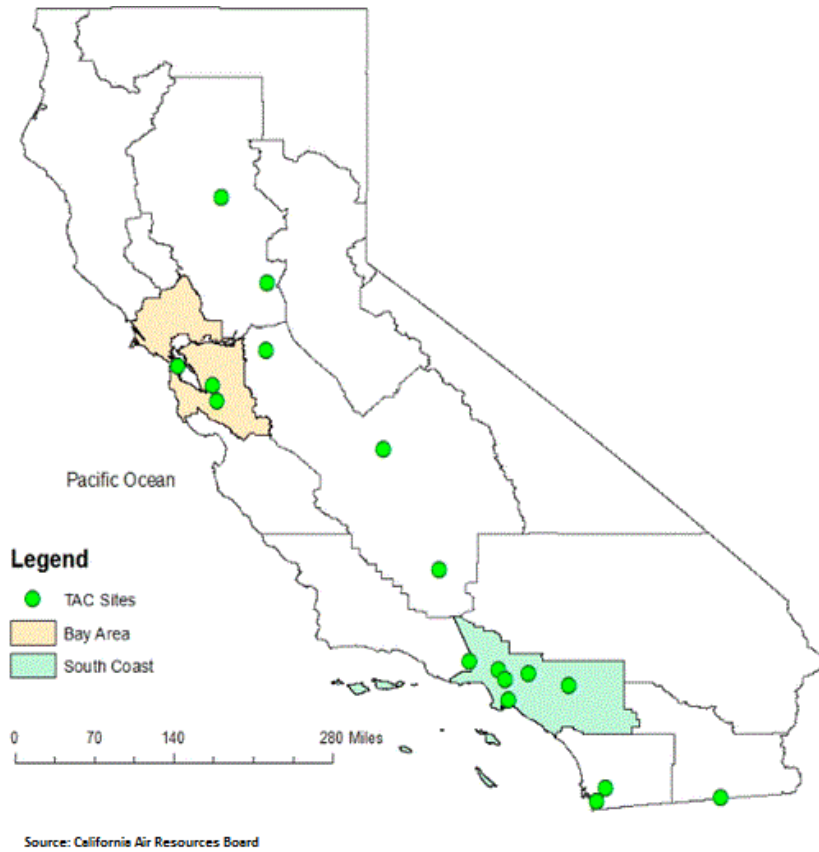 Pacific Ocean
Legend
TAC Sites
Bay Area
South Coast
0 70 140 280 Miles
Source: California Air Resources Board